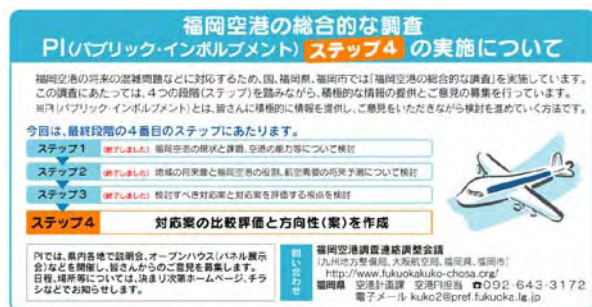 福岡空港の総合的な調査
PI(パブリック・インボルブメント) ステップ4 の実施について
福岡空港の将来の混雑問題などに対応するため、国、福岡県、福岡市では「福岡空港の総合的な調査」を実施しています。
この調査にあたっては、4つの段階(ステップ)を踏みながら、積極的な情報の提供とご意見の募集を行っています。
※PI(パブリック・インボルブメント)とは、皆さんに積極的に情報を提供し、ご意見をいただきながら検討を進めていく方法です。
今回は、最終段階の4番目のステップにあたります。
ステップ1 (終了しました) 福岡空港の現状と課題、空港の能力等について検討
ステップ2 (終了しました) 地域の将来像と福岡空港の役割、航空需要の将来予測について検討
ステップ3 (終了しました) 検討すべき対応案と対応案を評価する視点を検討
ステップ4 対応案の比較評価と方向性(案)を作成
PIでは、県内各地で説明会、オープンハウス(パネル展示
会)などを開催し、皆さんからのご意見を募集します。
日程、場所等については、決まり次第ホームページ、チラ
シなどでお知らせします。
問い合わせ
福岡空港調査連絡調整会議
(九州地方整備局、大阪航空局、福岡県、福岡市)
http://www.fukuokakuko-chosa.org/
福岡県 空港計画課 空港PI担当 ☎092-643-3172
電子メール kuko2@pref.fukuoka.lg.jp